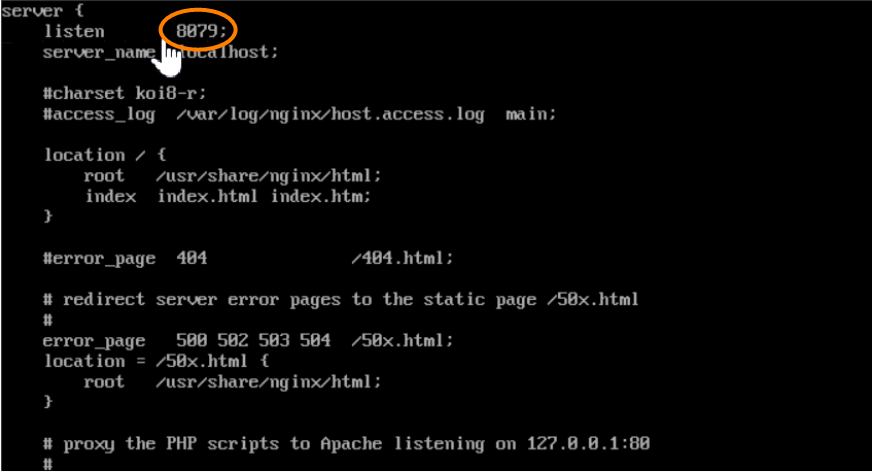 server {
    listen       8079;
    server_name  localhost;

    #charset koi8-r;
    #access_log  /var/log/nginx/host.access.log  main;

    location / {
        root   /usr/share/nginx/html;
        index  index.html index.htm;
    }

    #error_page  404              /404.html;

    # redirect server error pages to the static page /50x.html
    #
    error_page   500 502 503 504  /50x.html;
    location = /50x.html {
        root   /usr/share/nginx/html;
    }

    # proxy the PHP scripts to Apache listening on 127.0.0.1:80
    #